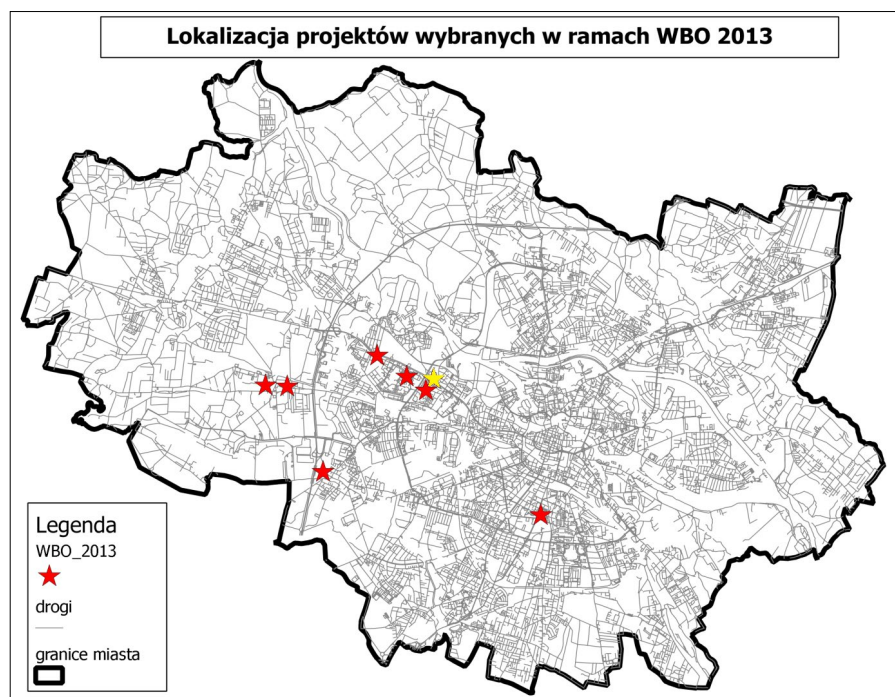 Lokalizacja projektów wybranych w ramach WBO 2013
Legenda
WBO_2013
drogi
granice miasta